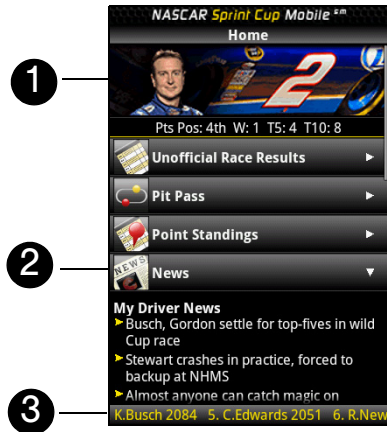 NASCAR Sprint Cup Mobile sm
Home
1
2
Pts Pos: 4th W: 1 T5: 4 T10: 8
Unofficial Race Results
Pit Pass
Point Standings
2
NEWS
News
My Driver News
Busch, Gordon settle for top-fives in wild
Cup race
Stewart crashes in practice, forced to
backup at NHMS
Almost anyone can catch magic on
3
K.Busch 2084 5. C.Edwards 2051 6. R.New